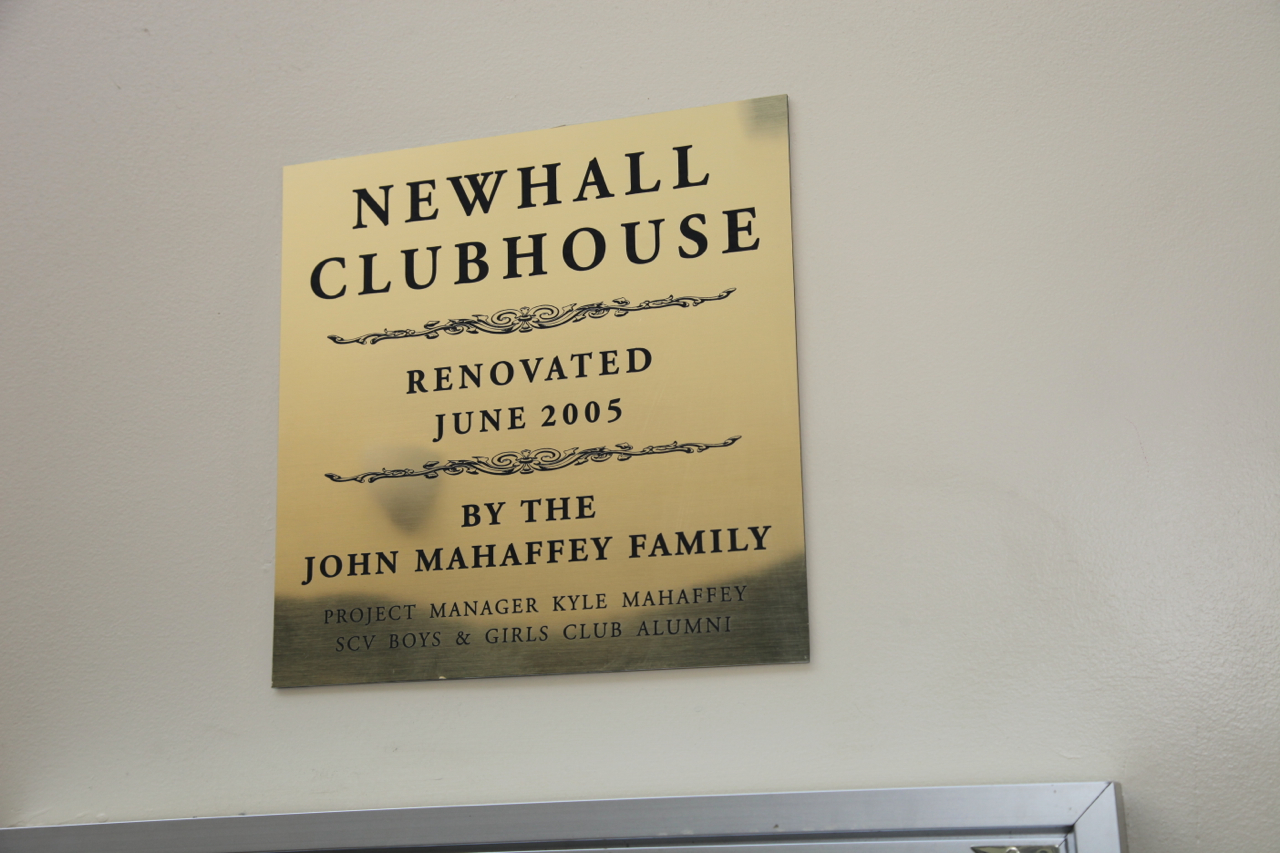 NEWHALL
CLUBHOUSE
RENOVATED
JUNE 2005
BY THE
JOHN MAHAFFEY FAMILY
PROJECT MANAGER KYLE MAHAFFEY
SCV BOYS & GIRLS CLUB ALUMNI